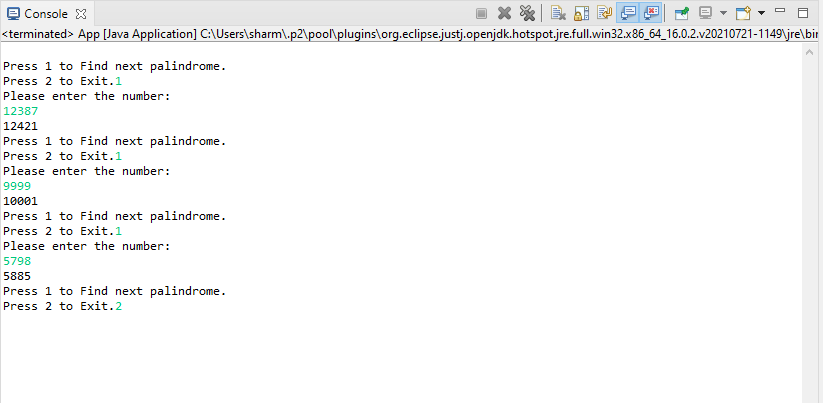 Console
<terminated> App [Java Application] C:\Users\sharm\.p2\pool\plugins\org.eclipse.justj.openjdk.hotspot.jre.full.win32.x86_64_16.0.2.v20210721-1149\jre\bin
Press 1 to Find next palindrome.
Press 2 to Exit.1
Please enter the number:
12387
12421
Press 1 to Find next palindrome.
Press 2 to Exit.1
Please enter the number:
9999
10001
Press 1 to Find next palindrome.
Press 2 to Exit.1
Please enter the number:
5798
5885
Press 1 to Find next palindrome.
Press 2 to Exit.2